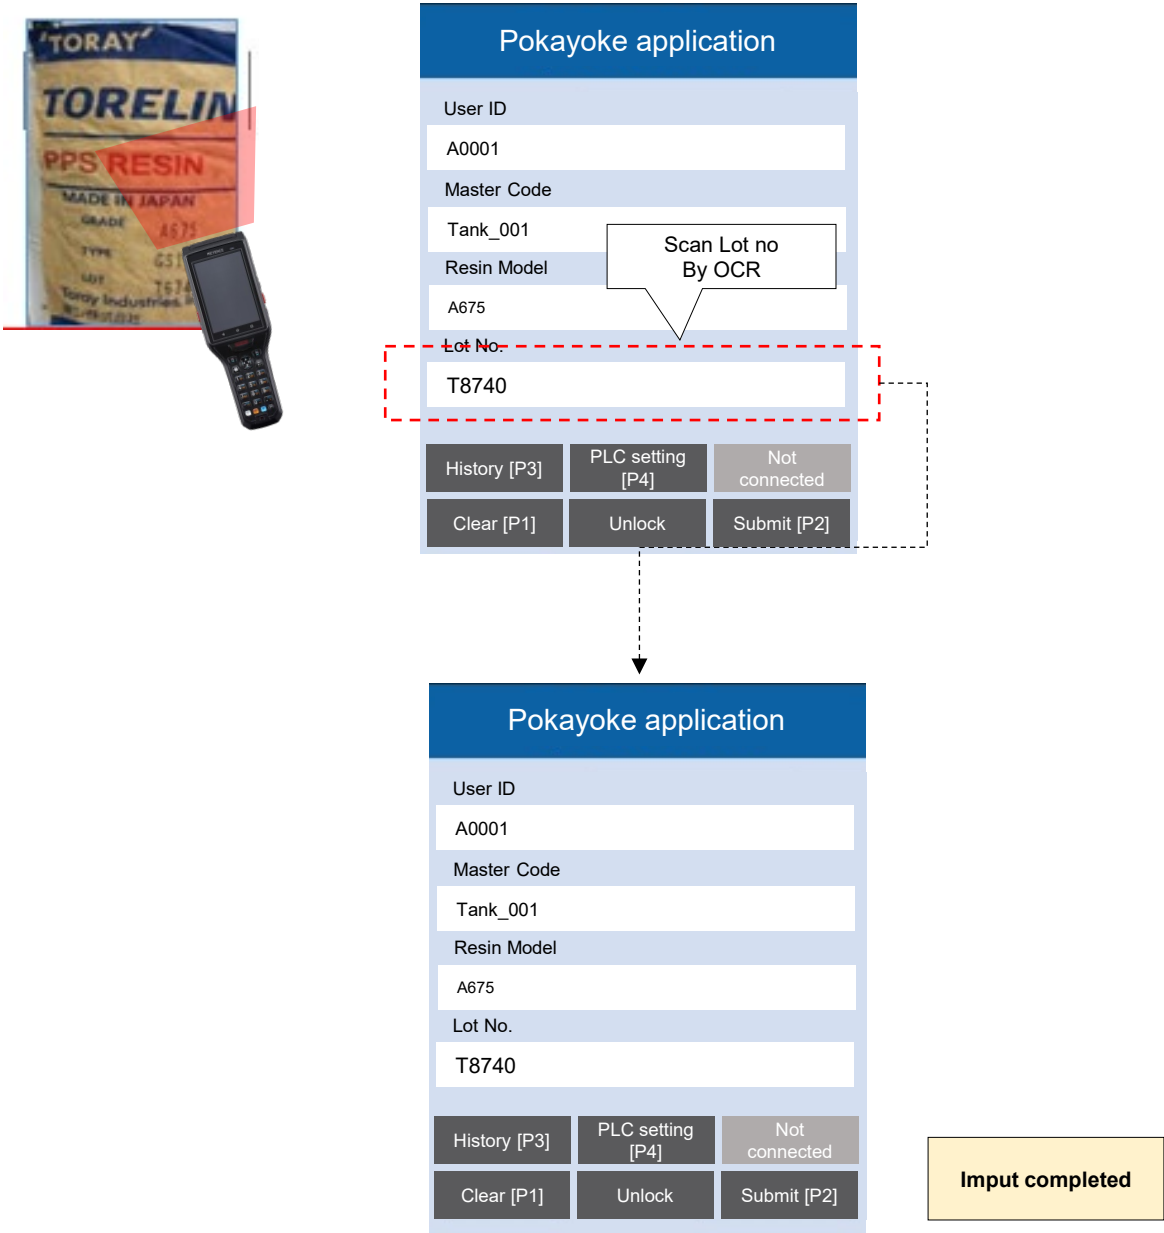 'TORAY'
TORELIN
PPS RESIN
MADE IN JAPAN
GRADE A675
TYPE
LOT
Toray Industries,
Pokayoke application
User ID
A0001
Master Code
Tank_001
Scan Lot no
By OCR
Resin Model
A675
Lot No.
T8740
History [P3]
PLC setting
[P4]
Not
connected
Clear [P1]
Unlock
Submit [P2]
Pokayoke application
User ID
A0001
Master Code
Tank_001
Resin Model
A675
Lot No.
T8740
History [P3]
PLC setting
[P4]
Not
connected
Clear [P1]
Unlock
Submit [P2]
Imput completed